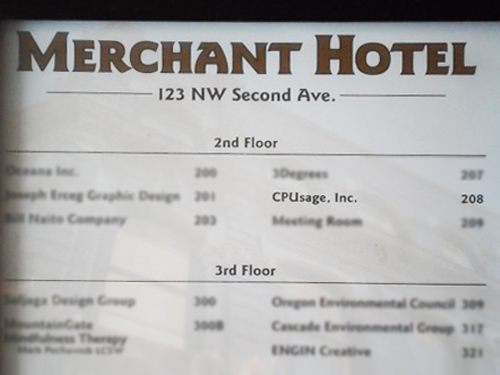 MERCHANT HOTEL
123 NW Second Ave.
2nd Floor
Oceana Inc. 200
3Degrees 207
Joseph Erceg Graphic Design 201
CPUsage, Inc. 208
Bill Naito Company 203
Meeting Room 209
3rd Floor
Design Group 300
Oregon Environmental Council 309
MountainGate 300B
Cascade Environmental Group 317
Mindfulness Therapy
ENGIN Creative 321
Mark LCSW